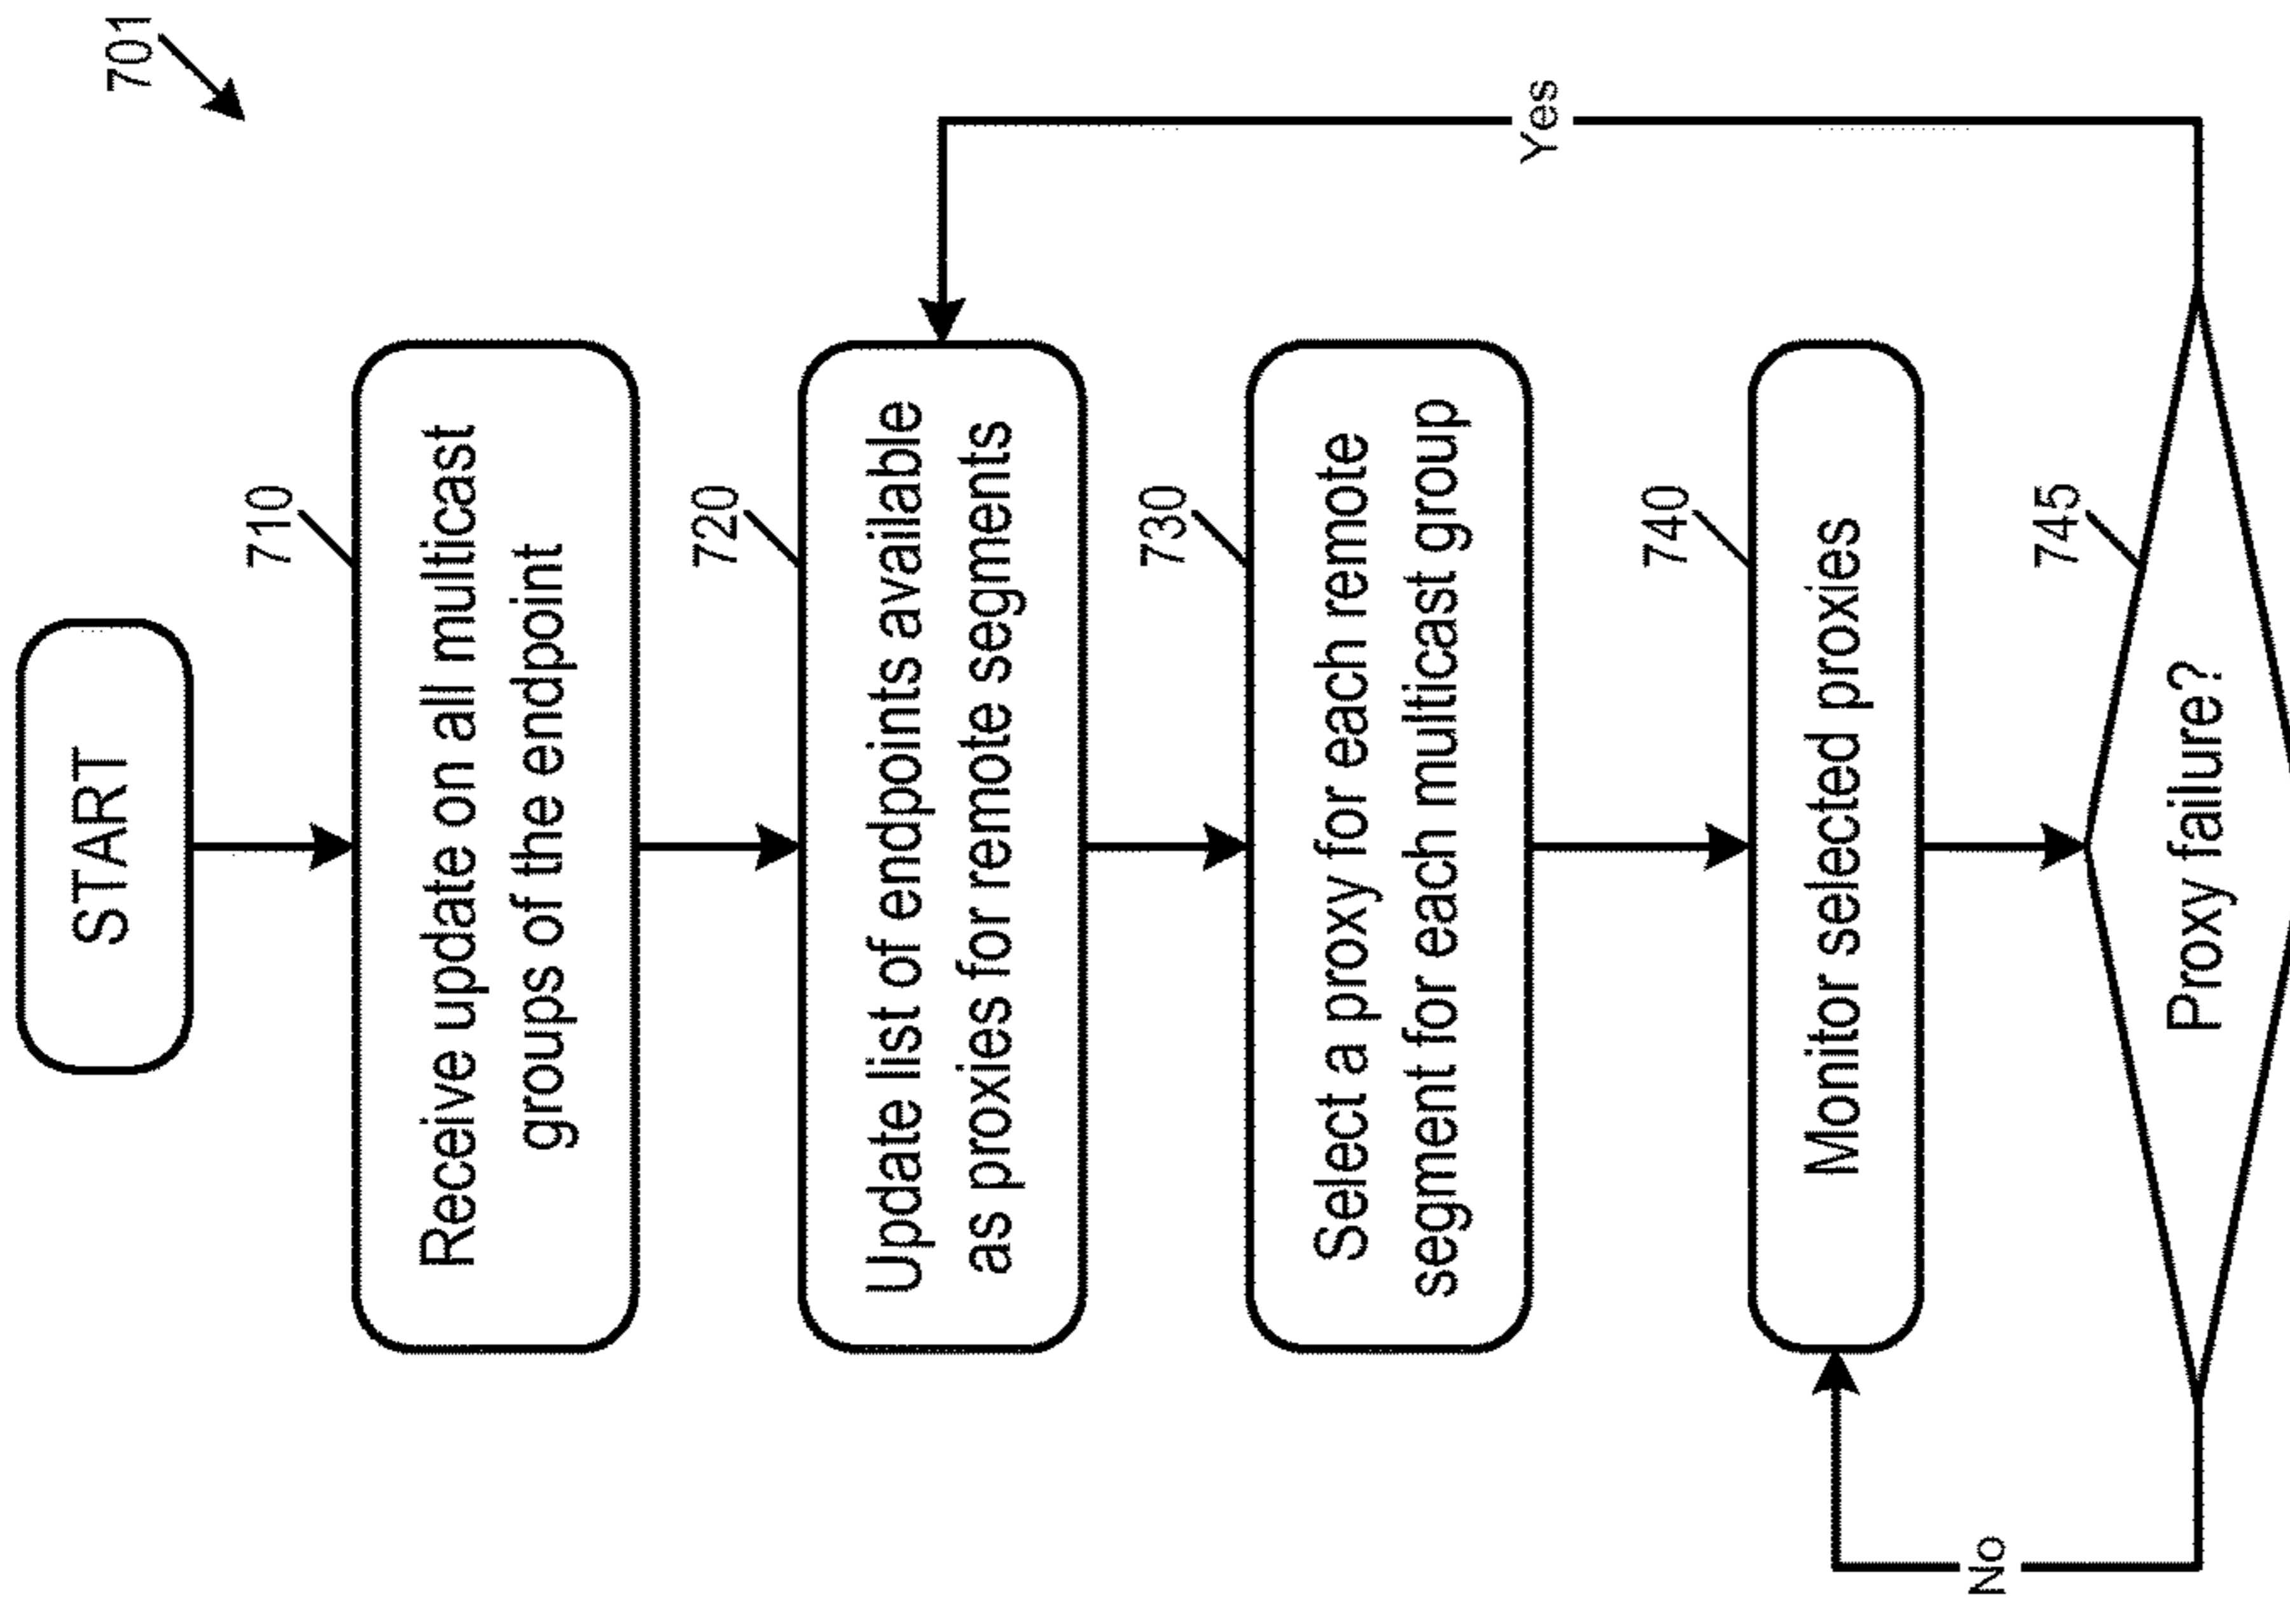 701
START
710
Receive update on all multicast
groups of the endpoint
720
Update list of endpoints available
as proxies for remote segments
730
Select a proxy for each remote
segment for each multicast group
740
Monitor selected proxies
745
Proxy failure?
No
Yes